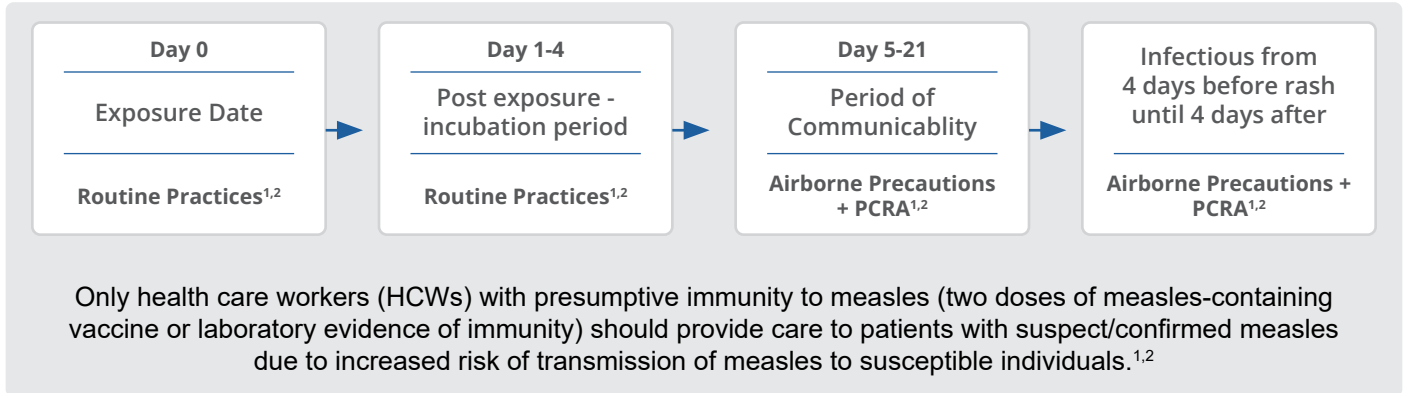 Day 0
Exposure Date
Routine Practices1,2
Day 1-4
Post exposure -
incubation period
Routine Practices1,2
Day 5-21
Period of
Communicablity
Airborne Precautions
+ PCRA1,2
Infectious from
4 days before rash
until 4 days after
Airborne Precautions +
PCRA1,2
Only health care workers (HCWs) with presumptive immunity to measles (two doses of measles-containing
vaccine or laboratory evidence of immunity) should provide care to patients with suspect/confirmed measles
due to increased risk of transmission of measles to susceptible individuals.1,2